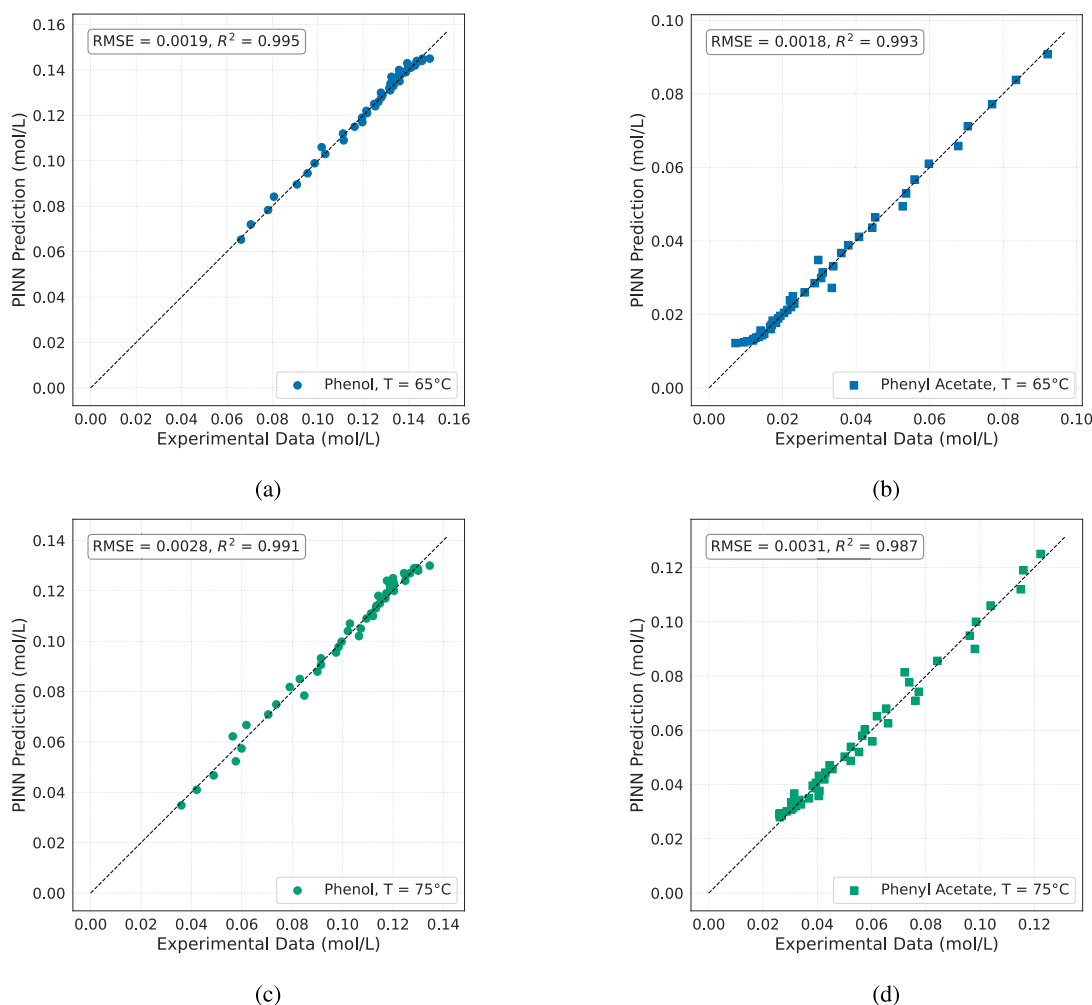 RMSE = 0.0019, R² = 0.995
PINN Prediction (mol/L)
0.16
0.14
0.12
0.10
0.08
0.06
0.04
0.02
0.00
Phenol, T = 65°C
0.00 0.02 0.04 0.06 0.08 0.10 0.12 0.14 0.16
Experimental Data (mol/L)
(a)
RMSE = 0.0018, R² = 0.993
PINN Prediction (mol/L)
0.10
0.08
0.06
0.04
0.02
0.00
Phenyl Acetate, T = 65°C
0.00 0.02 0.04 0.06 0.08 0.10
Experimental Data (mol/L)
(b)
RMSE = 0.0028, R² = 0.991
PINN Prediction (mol/L)
0.14
0.12
0.10
0.08
0.06
0.04
0.02
0.00
Phenol, T = 75°C
0.00 0.02 0.04 0.06 0.08 0.10 0.12 0.14
Experimental Data (mol/L)
(c)
RMSE = 0.0031, R² = 0.987
PINN Prediction (mol/L)
0.12
0.10
0.08
0.06
0.04
0.02
0.00
Phenyl Acetate, T = 75°C
0.00 0.02 0.04 0.06 0.08 0.10 0.12
Experimental Data (mol/L)
(d)